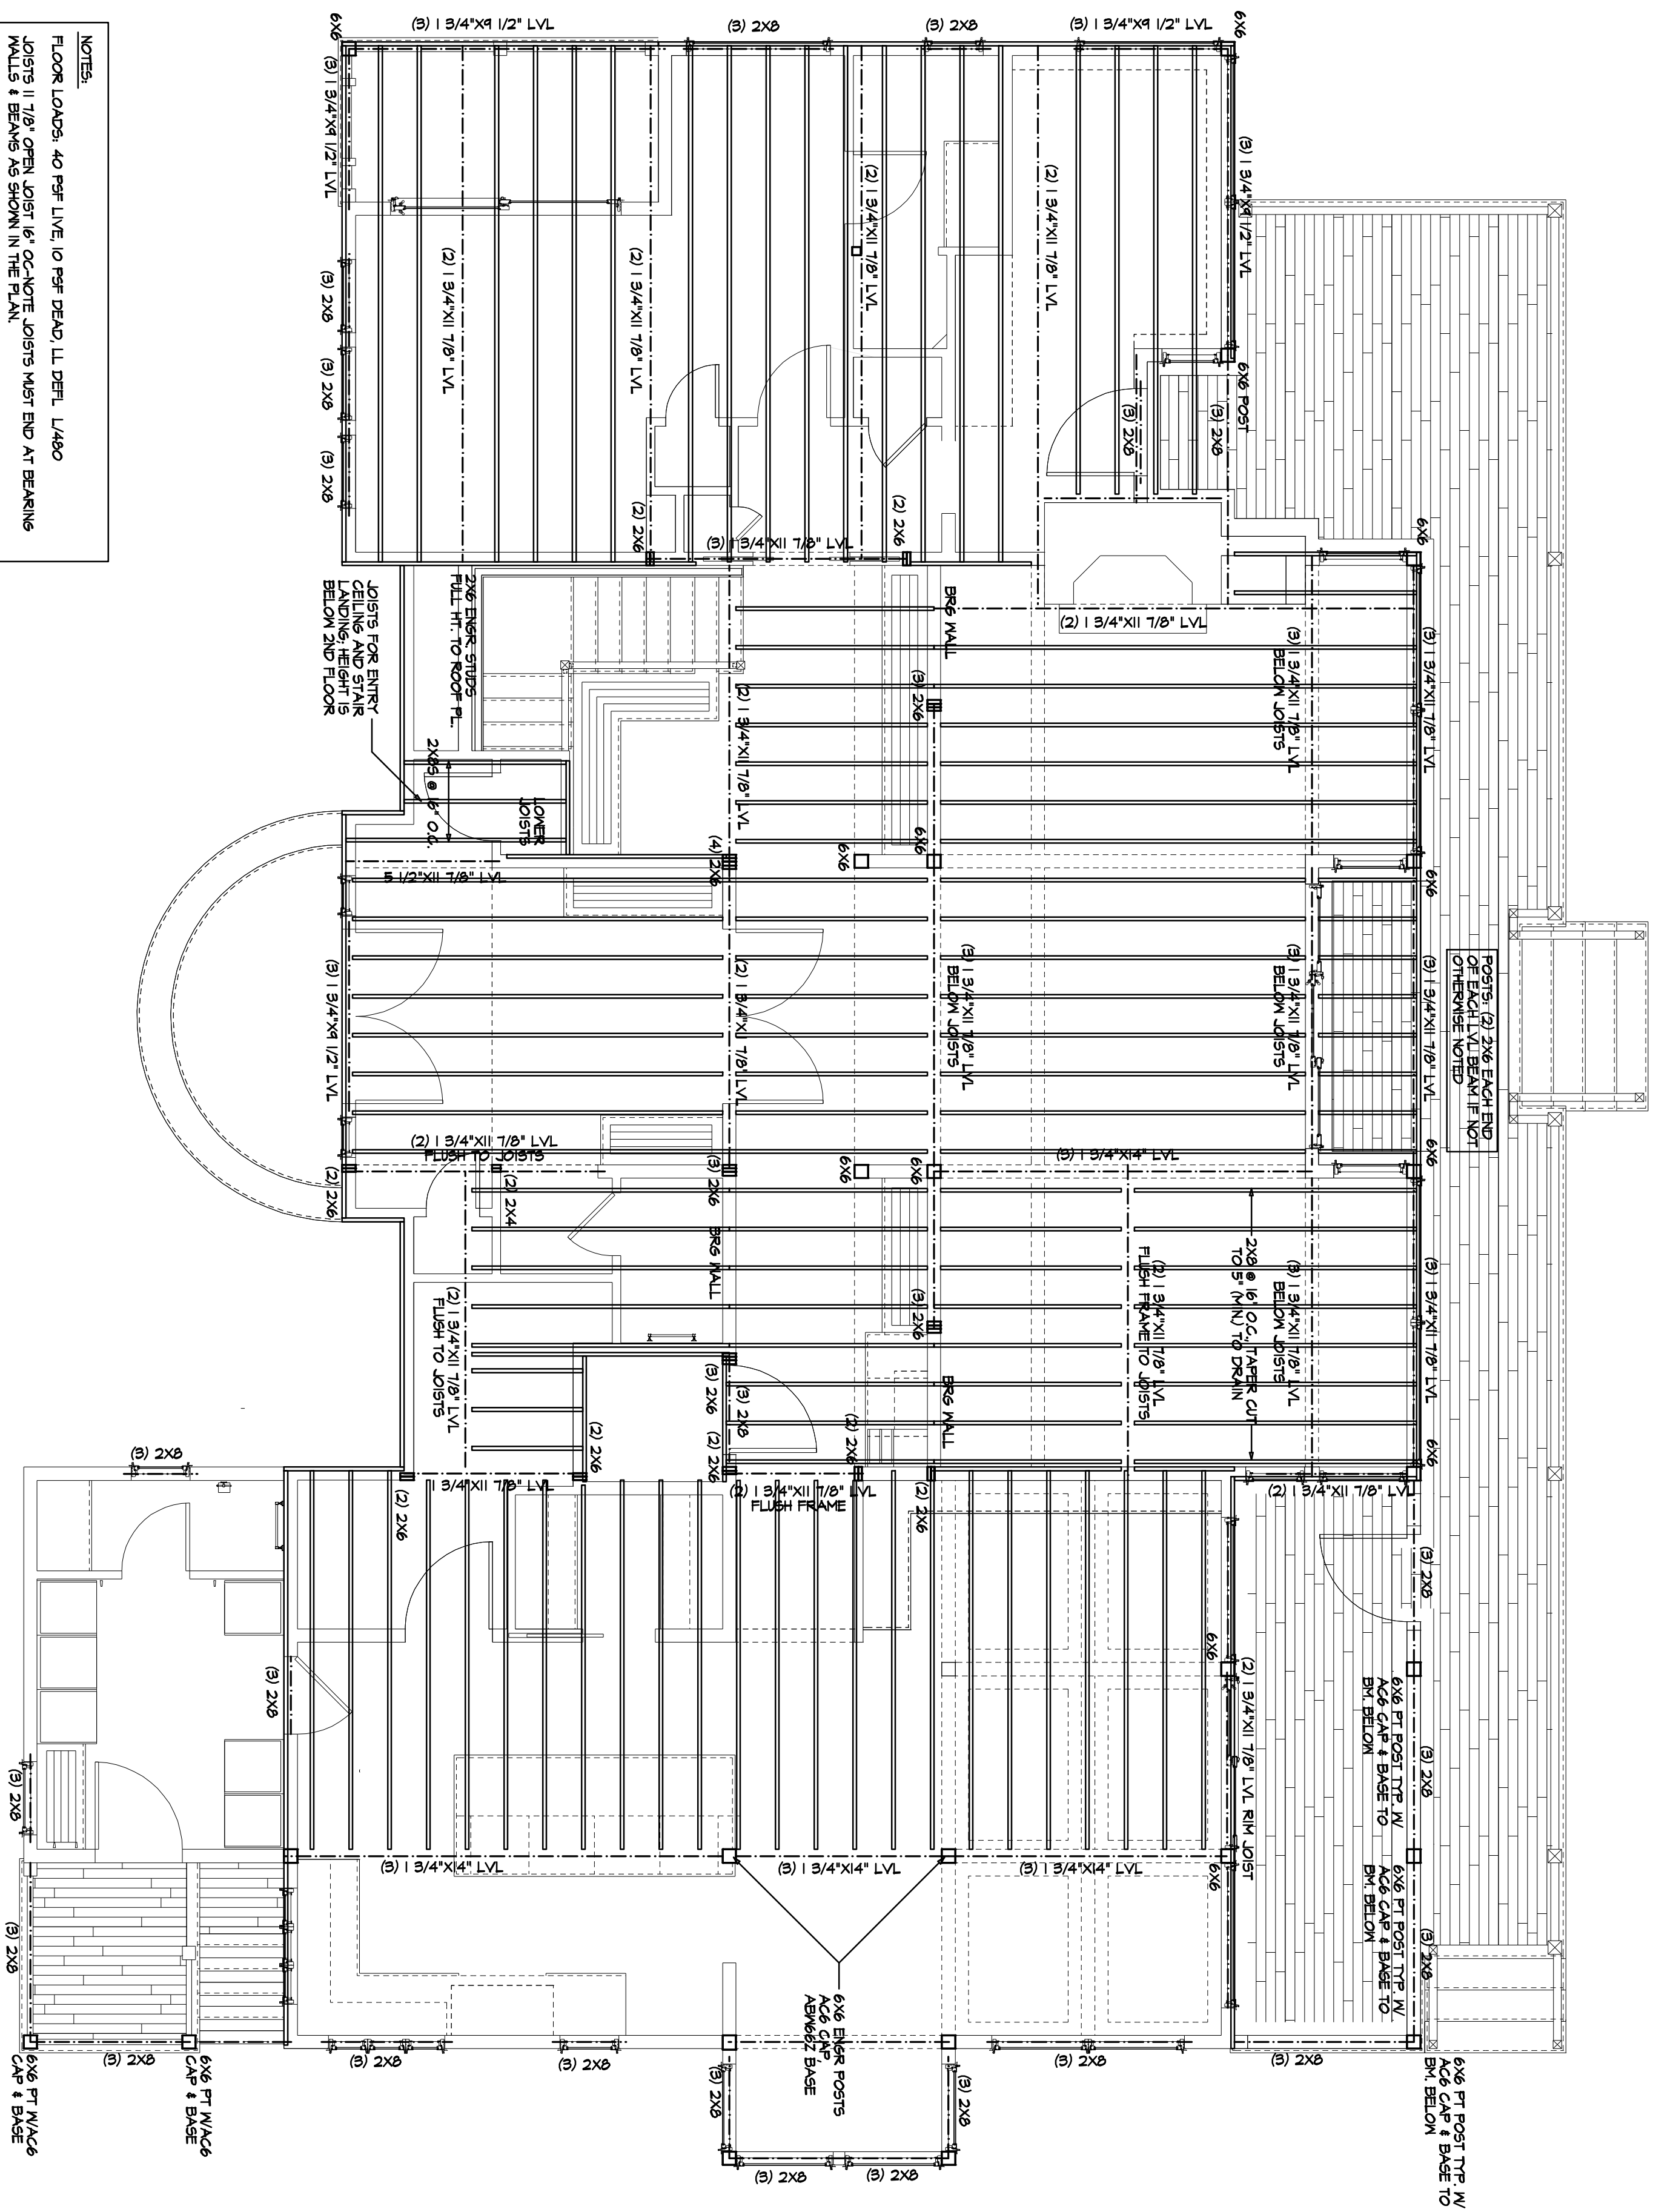 6X6 PT POST TYP. W/
AC6 CAP & BASE TO
BM. BELOW
POSTS: (2) 2X6 EACH END
OF EACH LVL BEAM IF NOT
OTHERWISE NOTED
6X6
(3) 1 3/4"X11 7/8" LVL
6X6
(3) 1 3/4"X11 7/8" LVL
6X6
(3) 1 3/4"X11 7/8" LVL
6X6
(3) 2X8
(3) 2X8
(3) 2X8
6X6 PT POST TYP. W/
AC6 CAP & BASE TO
BM. BELOW
6X6 PT POST TYP. W/
AC6 CAP & BASE TO
BM. BELOW
(3) 1 3/4"X11 7/8" LVL
BELOW JOISTS
(3) 1 3/4"X11 7/8" LVL
BELOW JOISTS
(3) 1 3/4"X11 7/8" LVL
BELOW JOISTS
(2) 1 3/4"X11 7/8" LVL
(3) 2X8
6X6
(3) 1 3/4"X9 1/2" LVL
6X6 POST
(3) 2X8
(3) 2X8
2X8 @ 16" O.C., TAPER CUT
TO 5" (MIN.) TO DRAIN
(2) 1 3/4"X11 7/8" LVL RIM JOIST
6X6
6X6
(3) 1 3/4"X9 1/2" LVL
(2) 1 3/4"X11 7/8" LVL
(2) 1 3/4"X11 7/8" LVL
(3) 1 3/4"X14" LVL
(2) 1 3/4"X11 7/8" LVL
FLUSH FRAME TO JOISTS
(3) 1 3/4"X14" LVL
(3) 2X8
(3) 2X8
(2) 1 3/4"X11 7/8" LVL
(2) 2X6
BRG WALL
(3) 2X6
6X6
6X6
(3) 1 3/4"X11 7/8" LVL
BELOW JOISTS
6X6
6X6
(3) 2X6
BRG WALL
(2) 2X6
(2) 2X6
(3) 2X8
(3) 2X8
(3) 1 3/4"X11 7/8" LVL
(2) 1 3/4"X11 7/8" LVL
(4) 2X6
(2) 1 3/4"X11 7/8" LVL
(3) 2X6
BRG WALL
(3) 2X6
(3) 2X8
(2) 2X6
(2) 1 3/4"X11 7/8" LVL
FLUSH FRAME
(3) 1 3/4"X14" LVL
6X6 ENGR POSTS
AC6 CAP,
ABW66Z BASE
(3) 2X8
(3) 2X8
(3) 2X8
(2) 1 3/4"X11 7/8" LVL
(2) 2X6
(2) 2X6
(3) 2X8
(3) 1 3/4"X9 1/2" LVL
(2) 1 3/4"X11 7/8" LVL
2X6 ENGR. STUDS
FULL HT. TO ROOF PL.
LOWER
JOISTS
2X8S @ 16" O.C.
(2) 1 3/4"X11 7/8" LVL
FLUSH TO JOISTS
(2) 2X4
(2) 1 3/4"X11 7/8" LVL
FLUSH TO JOISTS
1 3/4"X11 7/8" LVL
(2) 2X6
(3) 1 3/4"X14" LVL
(3) 2X8
6X6
(3) 1 3/4"X9 1/2" LVL
(3) 2X8
(3) 2X8
(3) 2X8
JOISTS FOR ENTRY
CEILING AND STAIR
LANDING; HEIGHT IS
BELOW 2ND FLOOR
5 1/2"X11 7/8" LVL
(3) 1 3/4"X9 1/2" LVL
(2) 2X6
(3) 2X8
(3) 2X8
6X6 PT W/AC6
CAP & BASE
(3) 2X8
(3) 2X8
(3) 2X8
6X6 PT W/AC6
CAP & BASE
NOTES:
FLOOR LOADS: 40 PSF LIVE, 10 PSF DEAD, LL DEFL L/480
JOISTS 11 7/8" OPEN JOIST 16" OC-NOTE JOISTS MUST END AT BEARING
WALLS & BEAMS AS SHOWN IN THE PLAN.